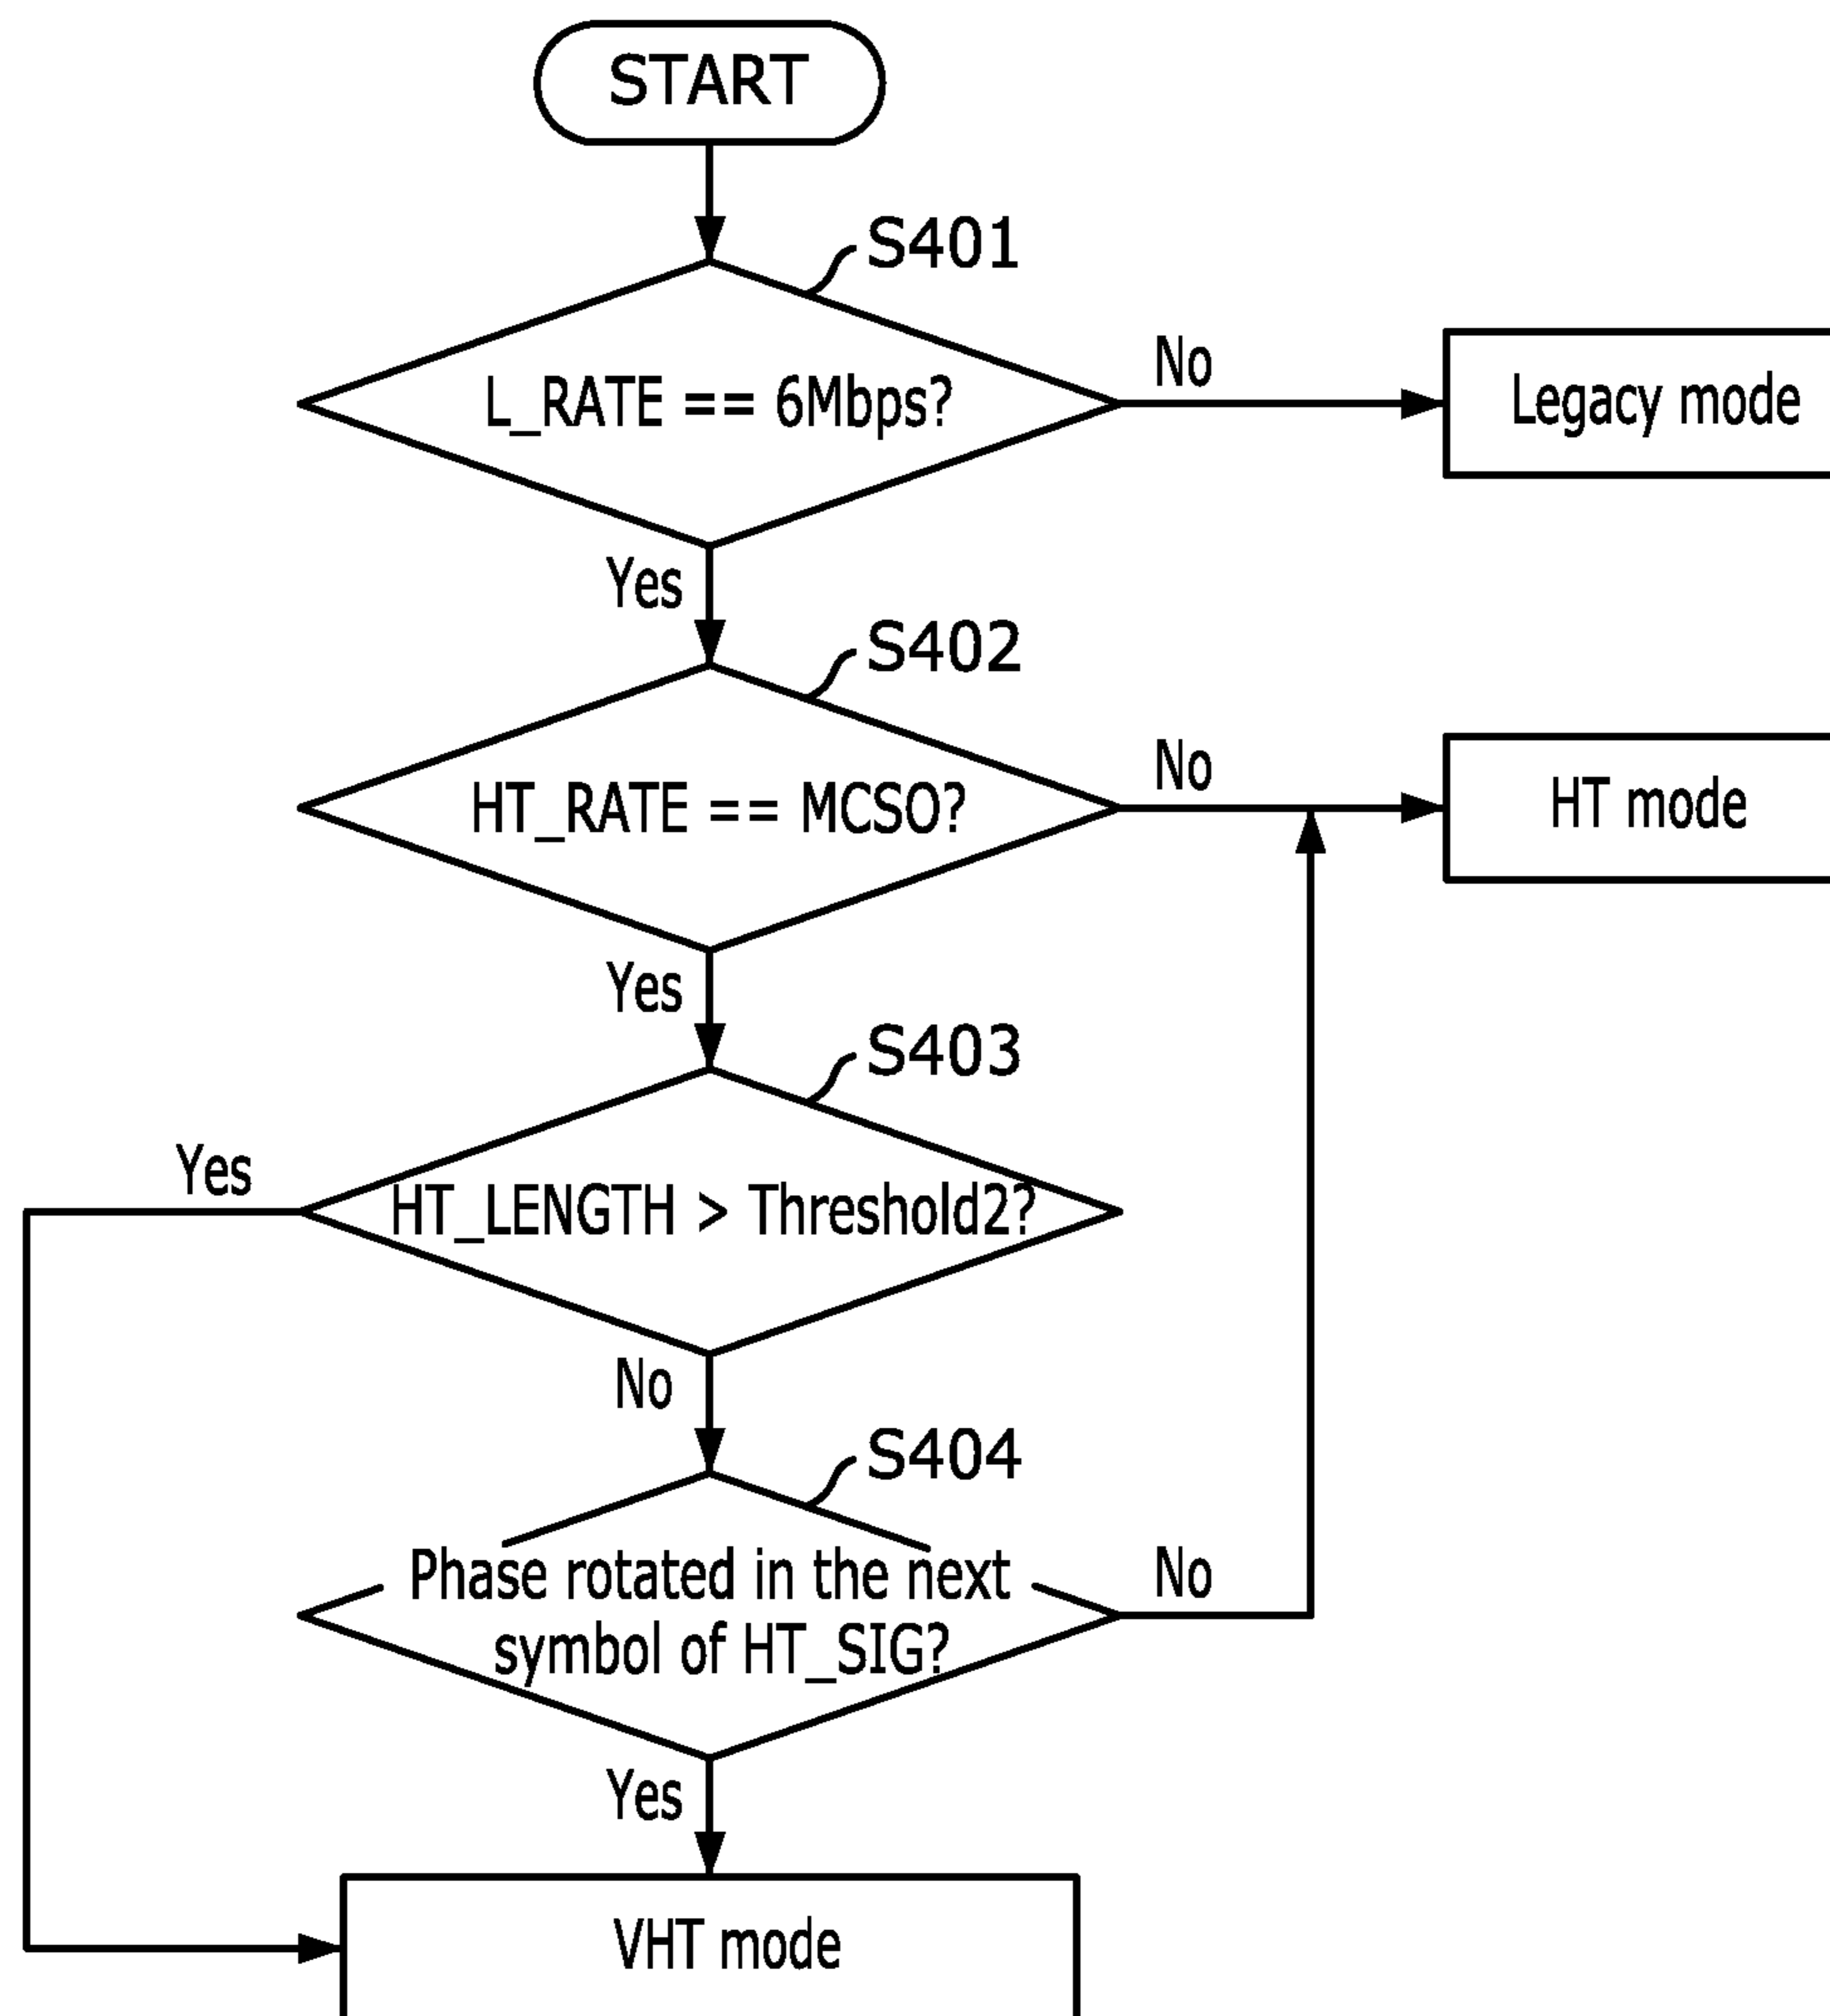 START
S401
L_RATE == 6Mbps?
No
Legacy mode
Yes
S402
HT_RATE == MCSO?
No
HT mode
Yes
S403
Yes
HT_LENGTH > Threshold2?
No
S404
Phase rotated in the next
symbol of HT_SIG?
No
Yes
VHT mode